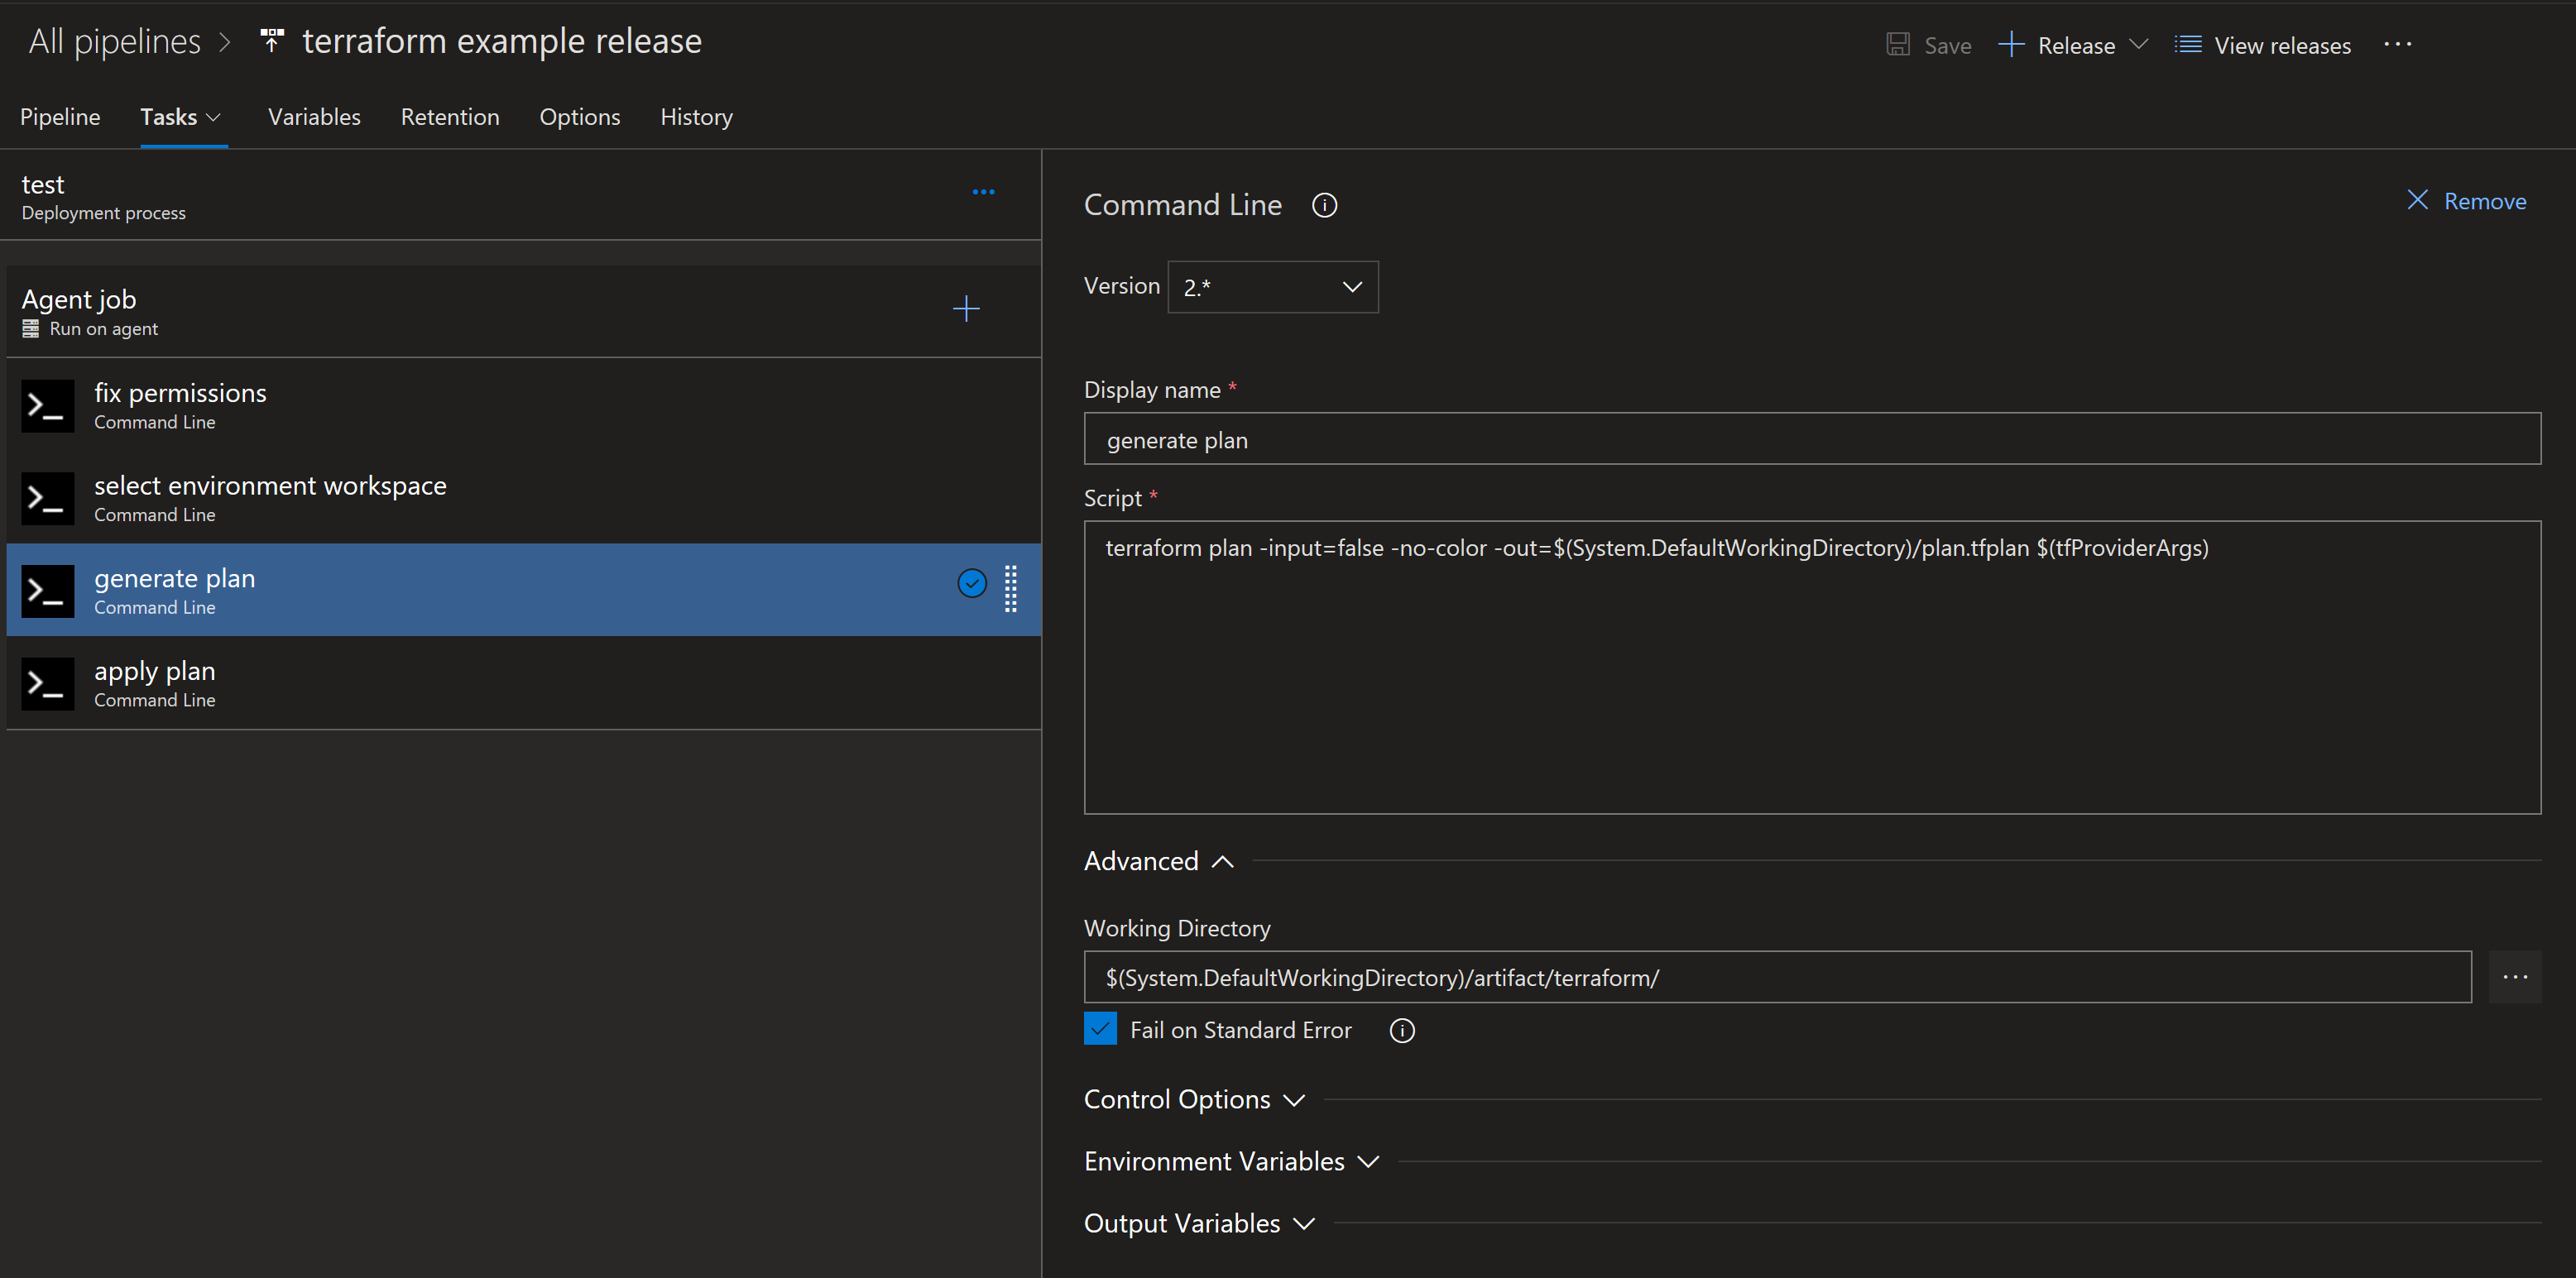 All pipelines > terraform example release
Save Release View releases ...
Pipeline Tasks Variables Retention Options History
test
Deployment process
...
Agent job
Run on agent
fix permissions
Command Line
select environment workspace
Command Line
generate plan
Command Line
apply plan
Command Line
Command Line
Remove
Version 2.*
Display name *
generate plan
Script *
terraform plan -input=false -no-color -out=$(System.DefaultWorkingDirectory)/plan.tfplan $(tfProviderArgs)
Advanced
Working Directory
$(System.DefaultWorkingDirectory)/artifact/terraform/
...
Fail on Standard Error
Control Options
Environment Variables
Output Variables